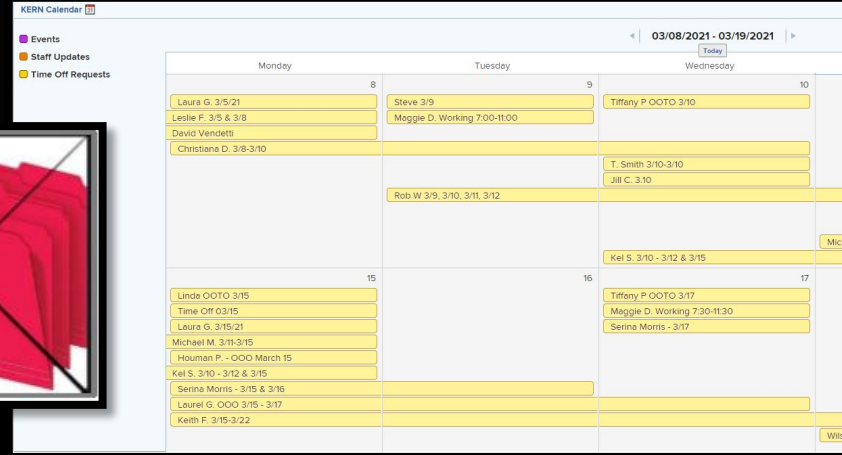 KERN Calendar 31
Events
Staff Updates
Time Off Requests
03/08/2021 - 03/19/2021
Today
Monday
Tuesday
Wednesday
8
9
10
Laura G. 3/5/21
Steve 3/9
Tiffany P OOTO 3/10
Leslie F. 3/5 & 3/8
Maggie D. Working 7:00-11:00
David Vendetti
Christiana D. 3/8-3/10
T. Smith 3/10-3/10
Jill C. 3.10
Rob W 3/9, 3/10, 3/11, 3/12
Mic
Kel S. 3/10 - 3/12 & 3/15
15
16
17
Linda OOTO 3/15
Tiffany P OOTO 3/17
Time Off 03/15
Maggie D. Working 7:30-11:30
Laura G. 3/15/21
Serina Morris - 3/17
Michael M. 3/11-3/15
Houman P. - OOO March 15
Kel S. 3/10 - 3/12 & 3/15
Serina Morris - 3/15 & 3/16
Laurel G. OOO 3/15 - 3/17
Keith F. 3/15-3/22
Wils